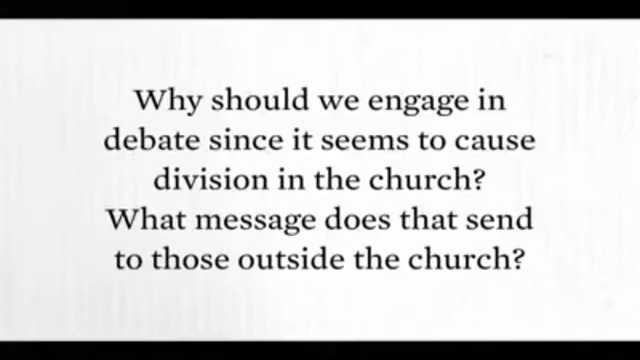 Why should we engage in
debate since it seems to cause
division in the church?
What message does that send
to those outside the church?